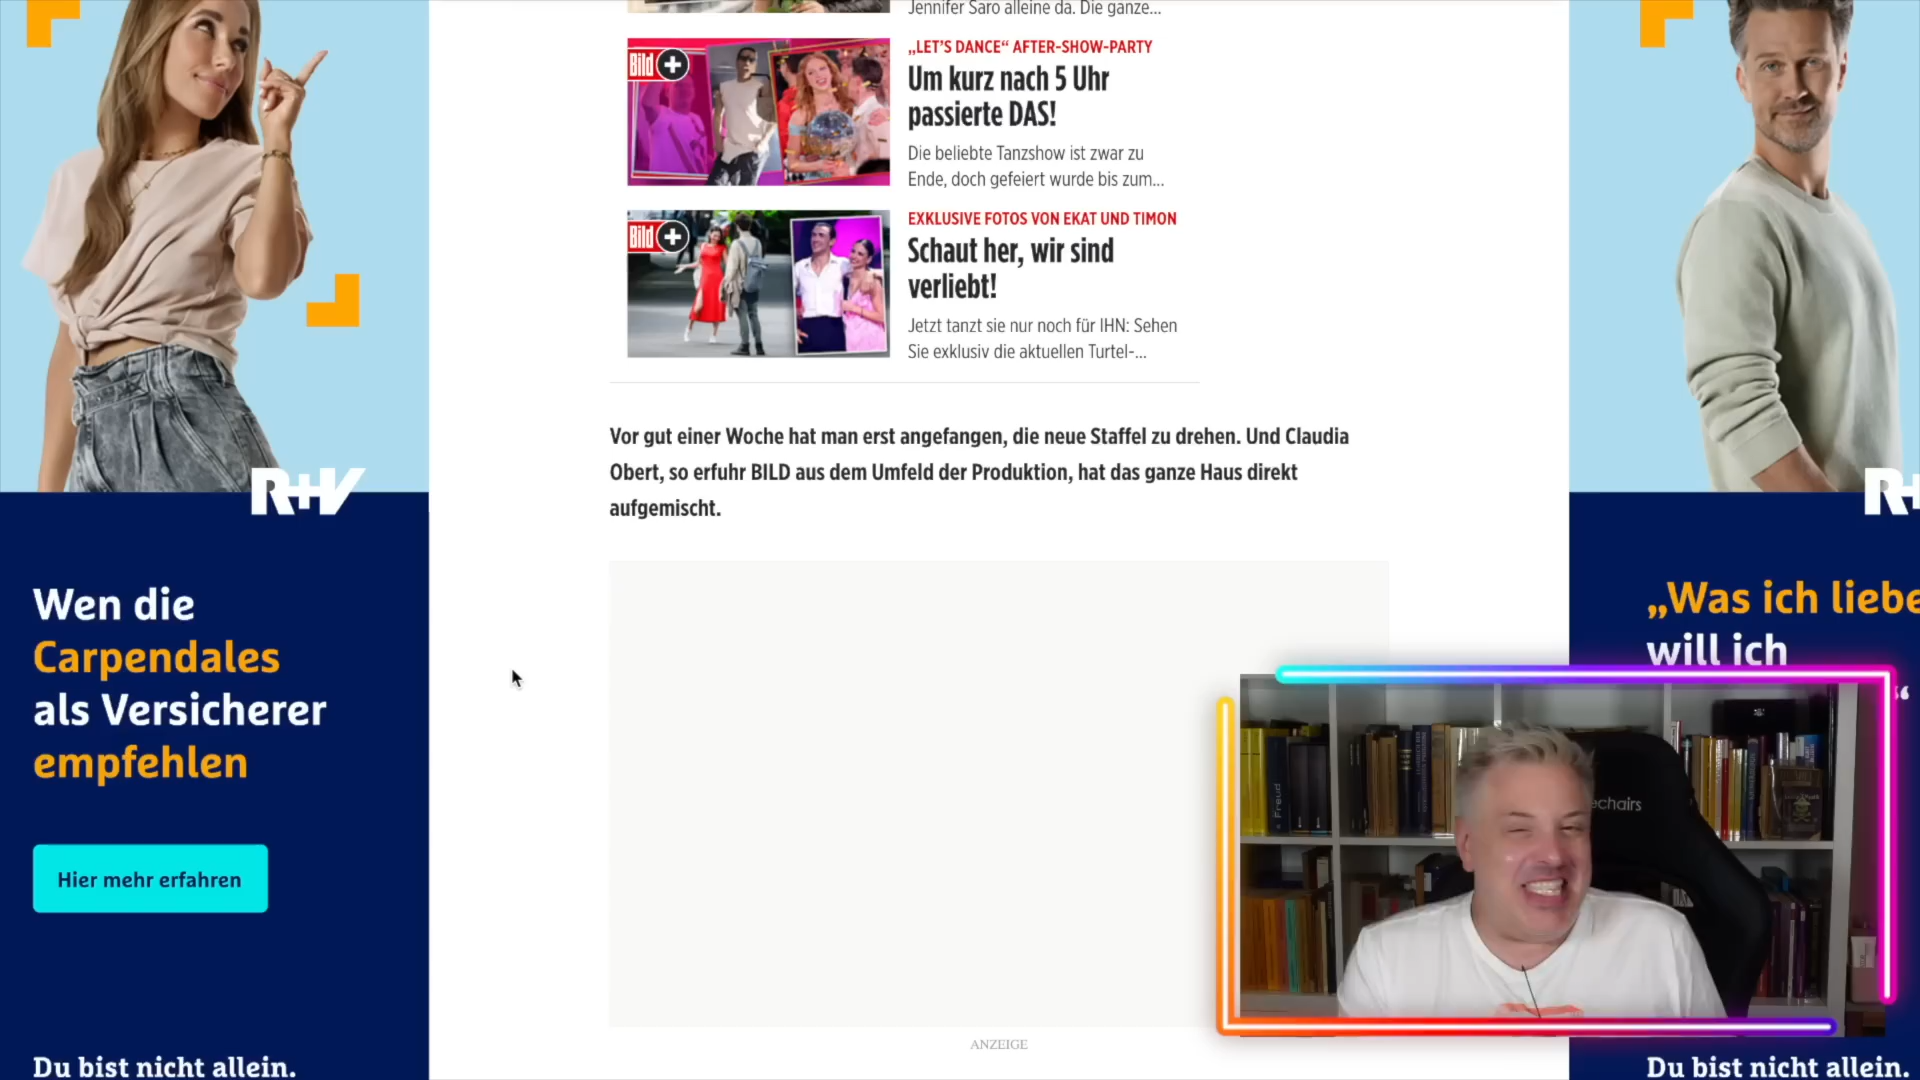 Jennifer Saro alleine da. Die ganze...
Bild
„LET'S DANCE“ AFTER-SHOW-PARTY
Um kurz nach 5 Uhr
passierte DAS!
Die beliebte Tanzshow ist zwar zu
Ende, doch gefeiert wurde bis zum...
Bild
EXKLUSIVE FOTOS VON EKAT UND TIMON
Schaut her, wir sind
verliebt!
Jetzt tanzt sie nur noch für IHN: Sehen
Sie exklusiv die aktuellen Turtel-...
Vor gut einer Woche hat man erst angefangen, die neue Staffel zu drehen. Und Claudia
Obert, so erfuhr BILD aus dem Umfeld der Produktion, hat das ganze Haus direkt
aufgemischt.
ANZEIGE
R+V
Wen die
Carpendales
als Versicherer
empfehlen
Hier mehr erfahren
Du bist nicht allein.
R+
„Was ich liebe
will ich
“
Freud
echairs
Du bist nicht allein.